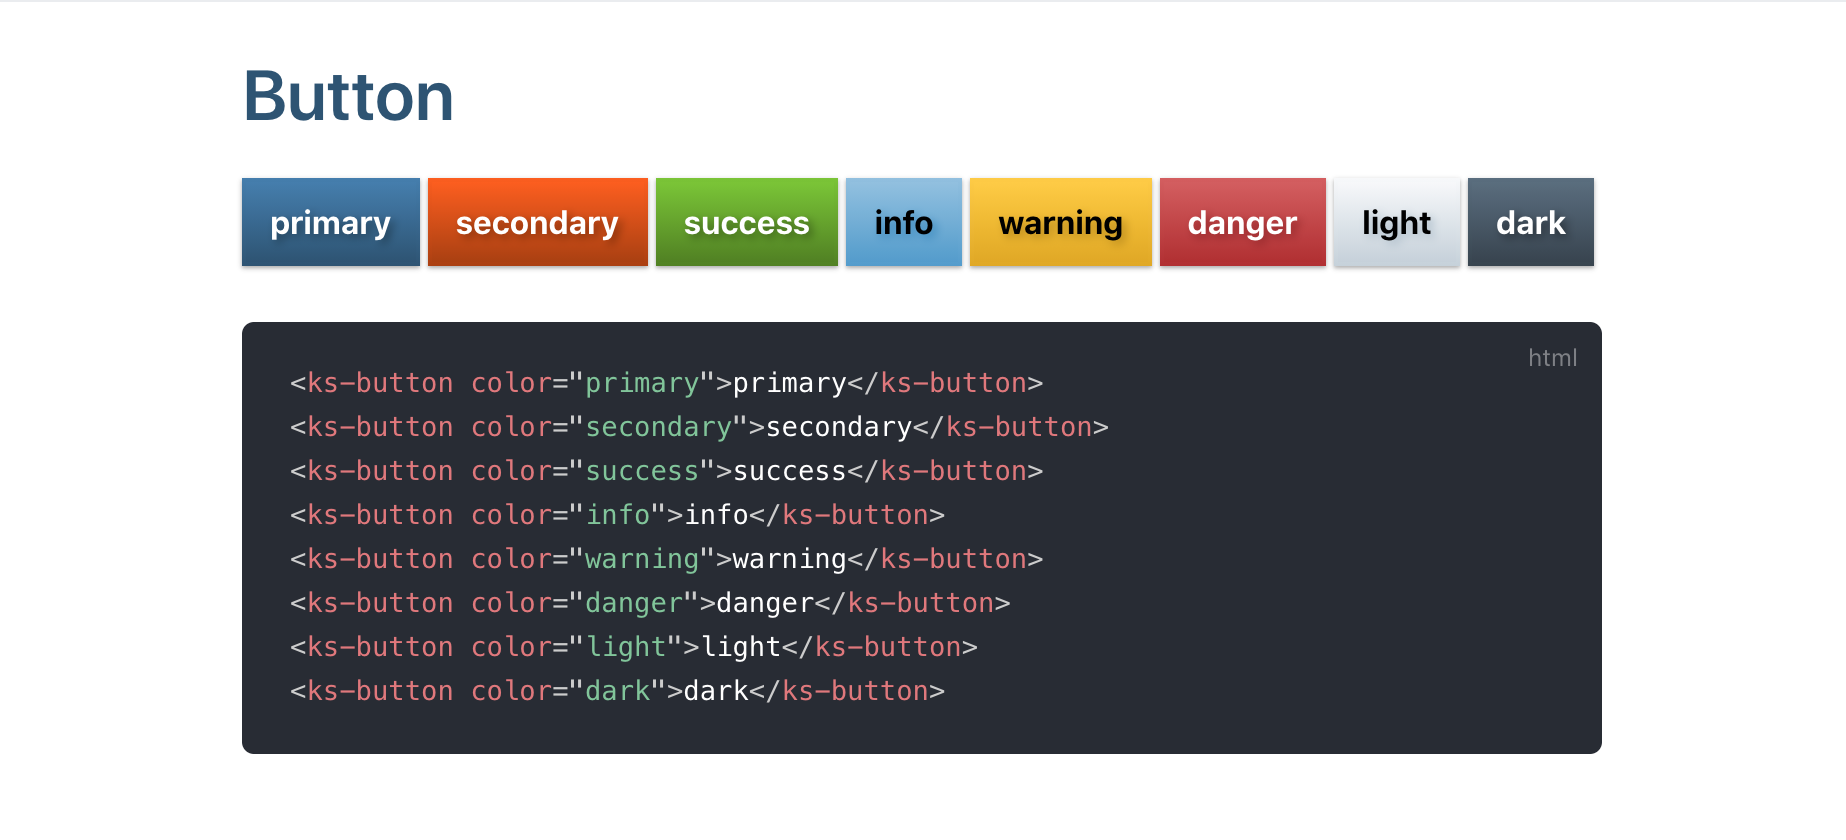 Button
primary secondary success info warning danger light dark
html
<ks-button color="primary">primary</ks-button>
<ks-button color="secondary">secondary</ks-button>
<ks-button color="success">success</ks-button>
<ks-button color="info">info</ks-button>
<ks-button color="warning">warning</ks-button>
<ks-button color="danger">danger</ks-button>
<ks-button color="light">light</ks-button>
<ks-button color="dark">dark</ks-button>